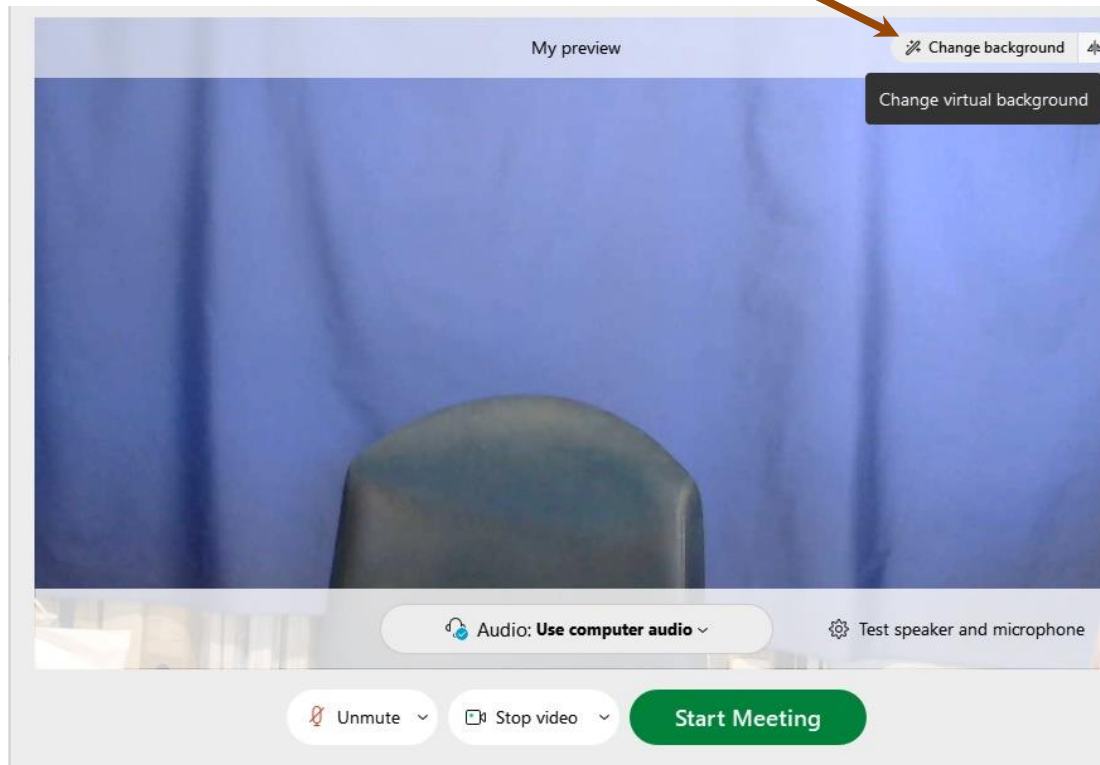 My preview
Change background
Change virtual background
Audio: Use computer audio
Test speaker and microphone
Unmute
Stop video
Start Meeting